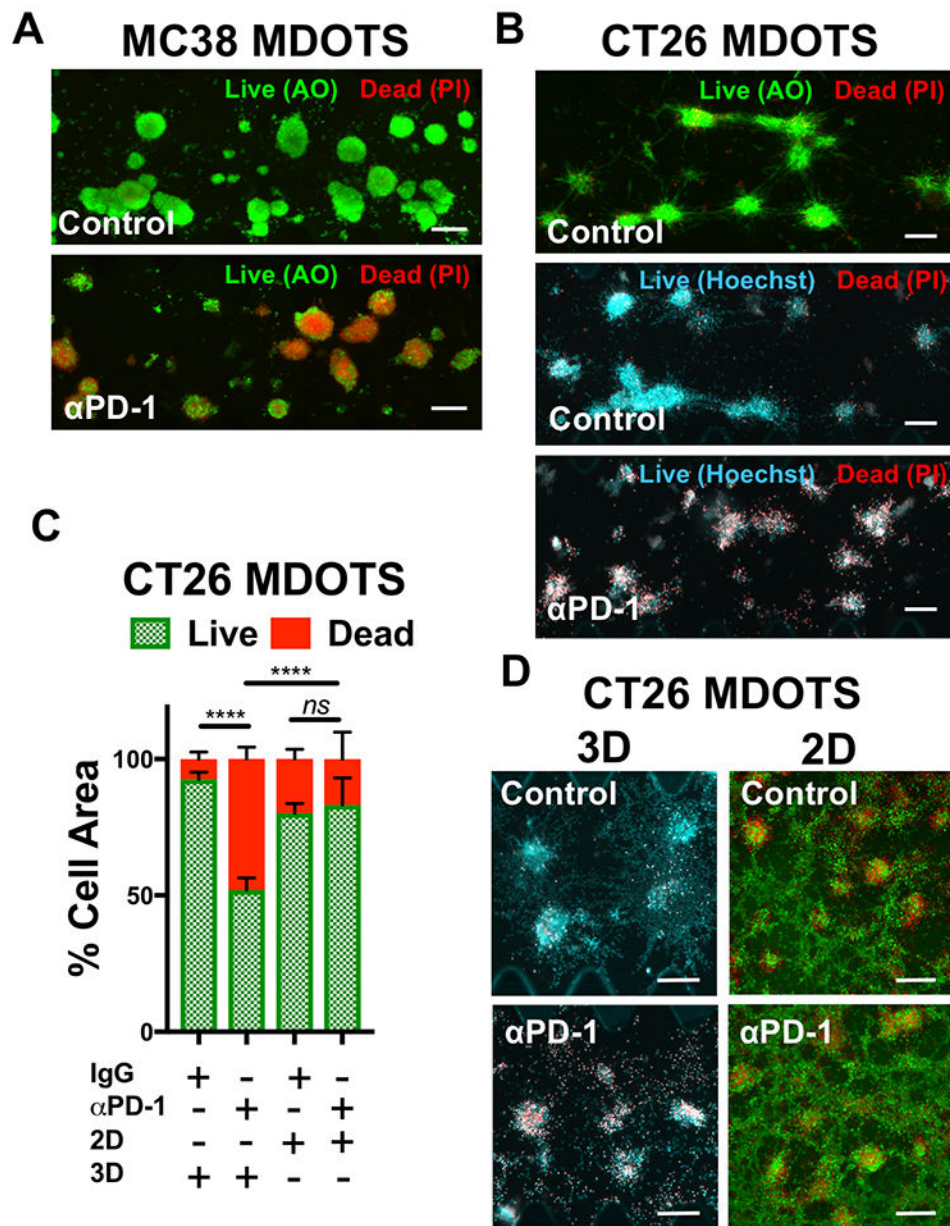 A
MC38 MDOTS
Live (AO) Dead (PI)
Control
Live (AO) Dead (PI)
αPD-1
B
CT26 MDOTS
Live (AO) Dead (PI)
Control
Live (Hoechst) Dead (PI)
Control
Live (Hoechst) Dead (PI)
αPD-1
C
CT26 MDOTS
Live Dead
****
**** ns
100
50
0
% Cell Area
IgG + - + -
αPD-1 - + - +
2D - - + +
3D + + - -
D
CT26 MDOTS
3D 2D
Control Control
αPD-1 αPD-1